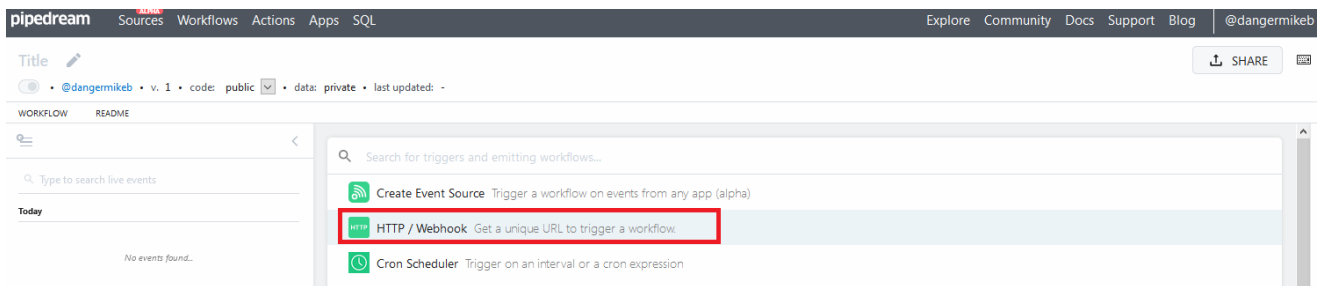 pipedream Sources ALPHA Workflows Actions Apps SQL Explore Community Docs Support Blog @dangermikeb
Title SHARE
• @dangermikeb • v. 1 • code: public • data: private • last updated: -
WORKFLOW README
Search for triggers and emitting workflows...
Type to search live events
Create Event Source Trigger a workflow on events from any app (alpha)
Today
HTTP HTTP / Webhook Get a unique URL to trigger a workflow.
No events found...
Cron Scheduler Trigger on an interval or a cron expression